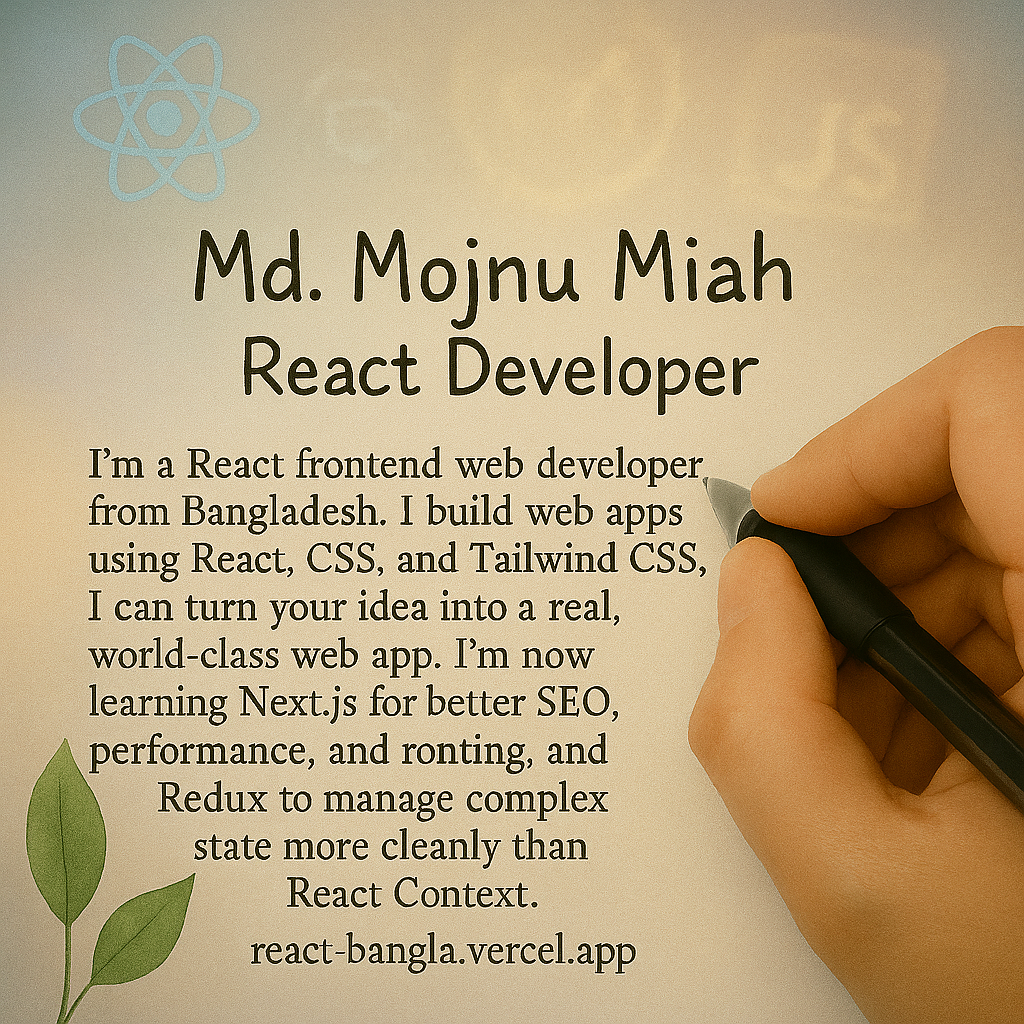 JS
Md. Mojnu Miah
React Developer
I'm a React frontend web developer
from Bangladesh. I build web apps
using React, CSS, and Tailwind CSS,
I can turn your idea into a real,
world-class web app. I'm now
learning Next.js for better SEO,
performance, and ronting, and
Redux to manage complex
state more cleanly than
React Context.
react-bangla.vercel.app